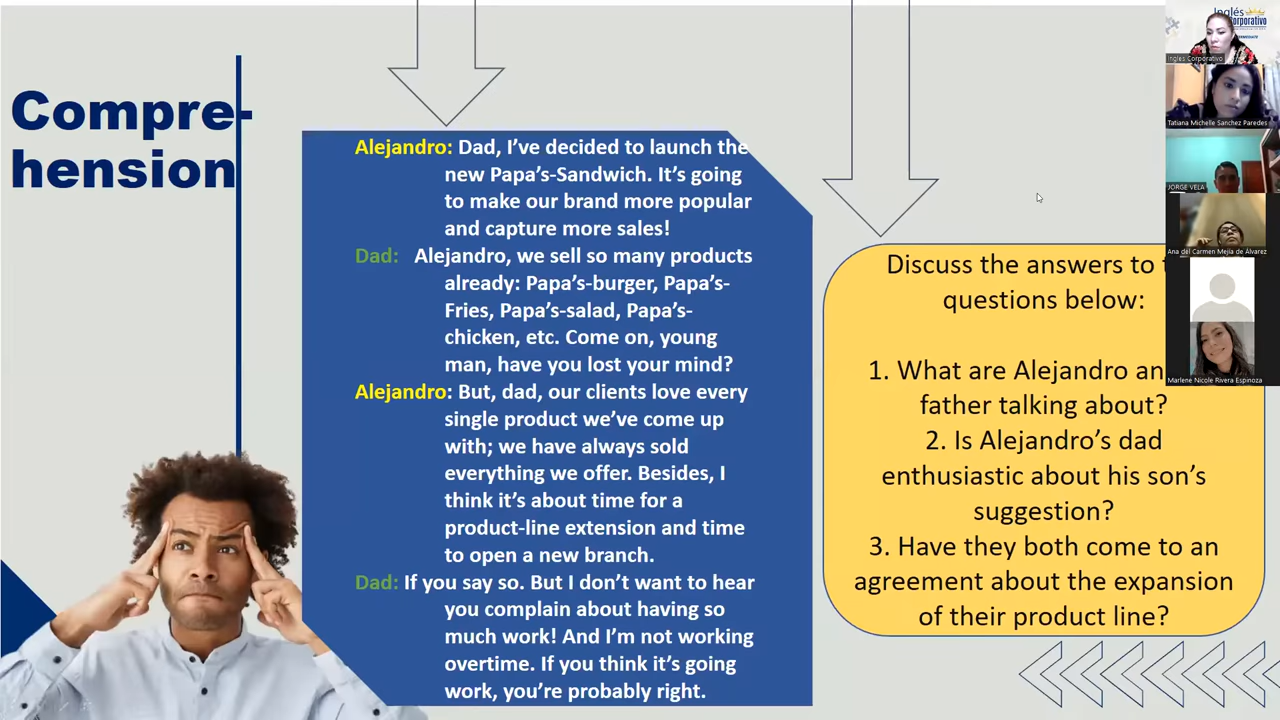 Compre-
hension
Alejandro: Dad, I’ve decided to launch the
new Papa’s-Sandwich. It’s going
to make our brand more popular
and capture more sales!
Dad: Alejandro, we sell so many products
already: Papa’s-burger, Papa’s-
Fries, Papa’s-salad, Papa’s-
chicken, etc. Come on, young
man, have you lost your mind?
Alejandro: But, dad, our clients love every
single product we’ve come up
with; we have always sold
everything we offer. Besides, I
think it’s about time for a
product-line extension and time
to open a new branch.
Dad: If you say so. But I don’t want to hear
you complain about having so
much work! And I’m not working
overtime. If you think it’s going
work, you’re probably right.
Discuss the answers to
questions below:
1. What are Alejandro an
father talking about?
2. Is Alejandro’s dad
enthusiastic about his son’s
suggestion?
3. Have they both come to an
agreement about the expansion
of their product line?
Inglés
Corporativo
Ingles Corporativo
Tatiana Michelle Sanchez Paredes
JORGE VELA
Ana del Carmen Mejía de Álvarez
Marlene Nicole Rivera Espinoza